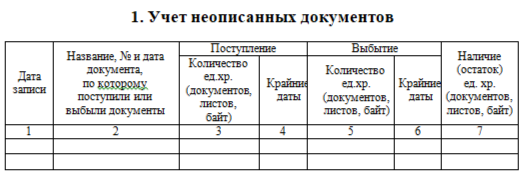 1. Учет неописанных документов
Дата
записи
Название, № и дата
документа,
по которому
поступили или
выбыли документы
Поступление
Количество
ед.хр.
(документов,
листов,
байт)
Крайние
даты
Выбытие
Количество
ед.хр.
(документов,
листов, байт)
Крайние
даты
Наличие
(остаток)
ед. хр.
(документов,
листов, байт)
1 2 3 4 5 6 7